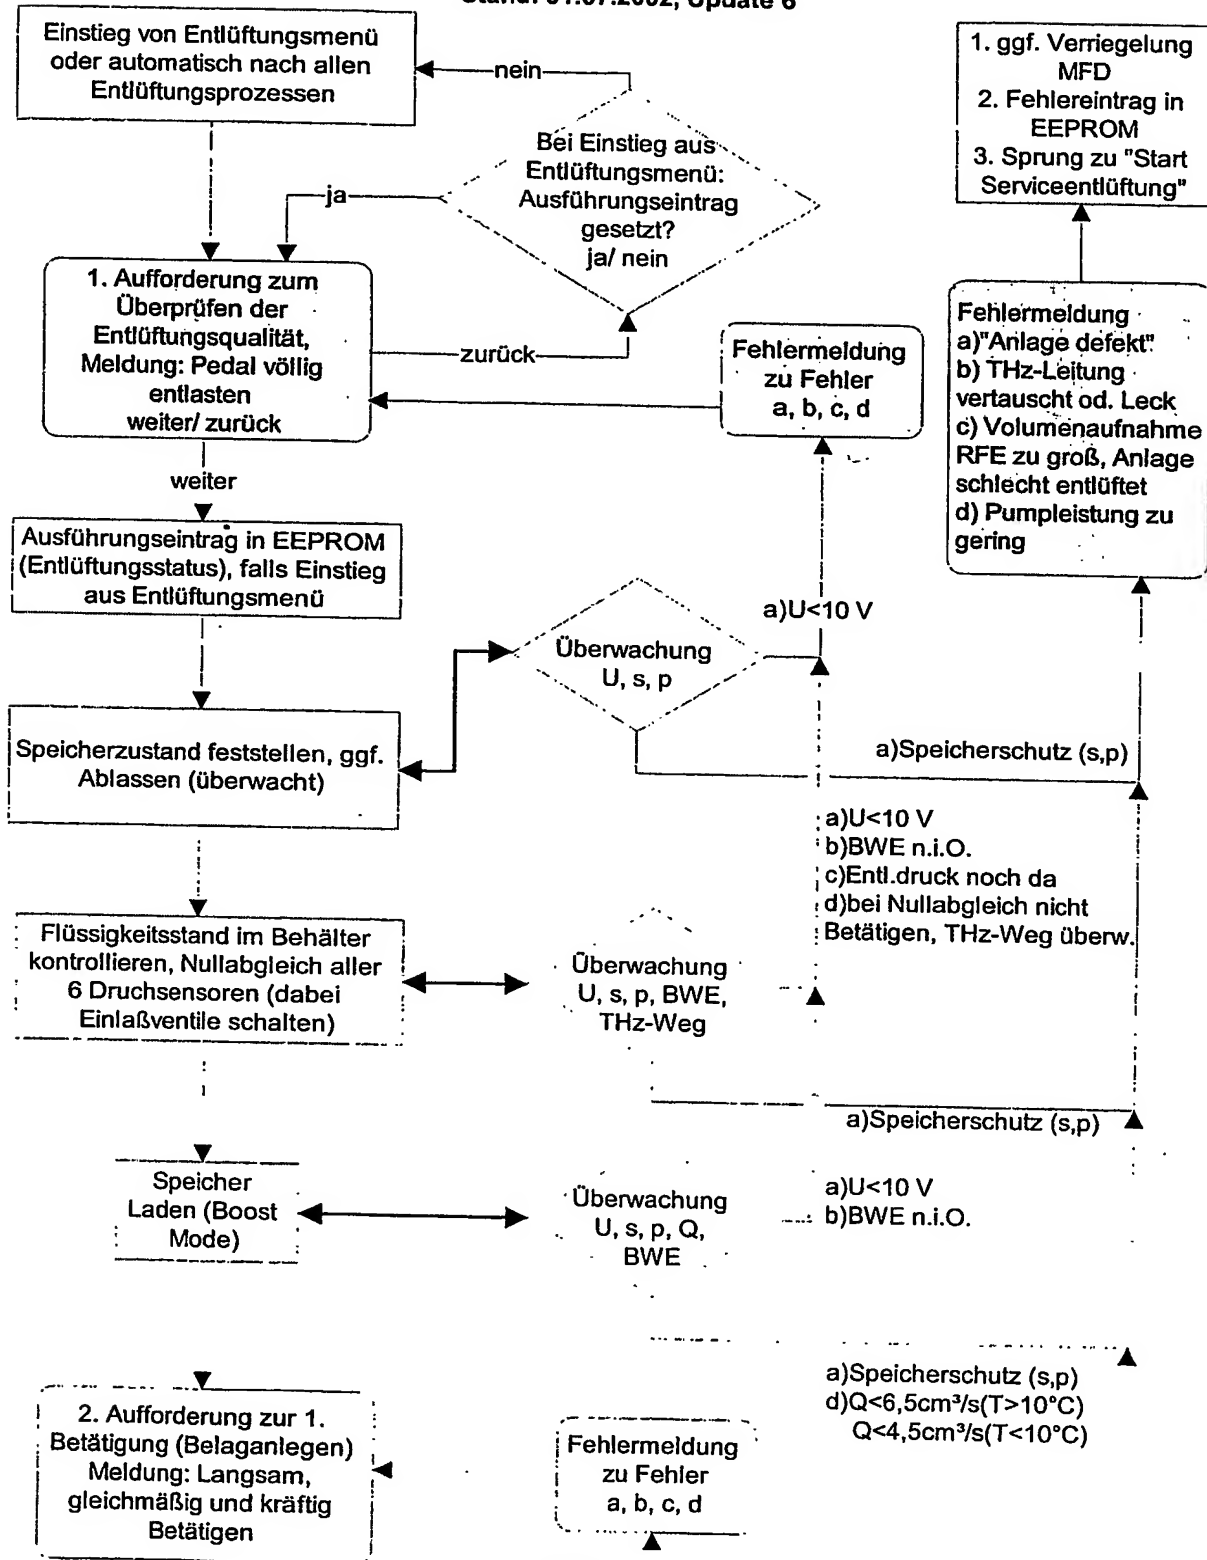 Stand: 01.07.2002, Update 6
Einstieg von Entlüftungsmenü
oder automatisch nach allen
Entlüftungsprozessen
nein
Bei Einstieg aus
Entlüftungsmenü:
Ausführungseintrag
gesetzt?
ja/ nein
ja
1. ggf. Verriegelung
MFD
2. Fehlereintrag in
EEPROM
3. Sprung zu "Start
Serviceentlüftung"
1. Aufforderung zum
Überprüfen der
Entlüftungsqualität,
Meldung: Pedal völlig
entlasten
weiter/ zurück
zurück
Fehlermeldung
zu Fehler
a, b, c, d
Fehlermeldung
a)"Anlage defekt"
b) THz-Leitung
vertauscht od. Leck
c) Volumenaufnahme
RFE zu groß, Anlage
schlecht entlüftet
d) Pumpleistung zu
gering
weiter
Ausführungseintrag in EEPROM
(Entlüftungsstatus), falls Einstieg
aus Entlüftungsmenü
a)U<10 V
Überwachung
U, s, p
Speicherzustand feststellen, ggf.
Ablassen (überwacht)
a)Speicherschutz (s,p)
a)U<10 V
b)BWE n.i.O.
c)Entl.druck noch da
d)bei Nullabgleich nicht
Betätigen, THz-Weg überw.
Flüssigkeitsstand im Behälter
kontrollieren, Nullabgleich aller
6 Druchsensoren (dabei
Einlaßventile schalten)
Überwachung
U, s, p, BWE,
THz-Weg
a)Speicherschutz (s,p)
Speicher
Laden (Boost
Mode)
Überwachung
U, s, p, Q,
BWE
a)U<10 V
b)BWE n.i.O.
a)Speicherschutz (s,p)
d)Q<6,5cm³/s(T>10°C)
Q<4,5cm³/s(T<10°C)
2. Aufforderung zur 1.
Betätigung (Belaganlegen)
Meldung: Langsam,
gleichmäßig und kräftig
Betätigen
Fehlermeldung
zu Fehler
a, b, c, d